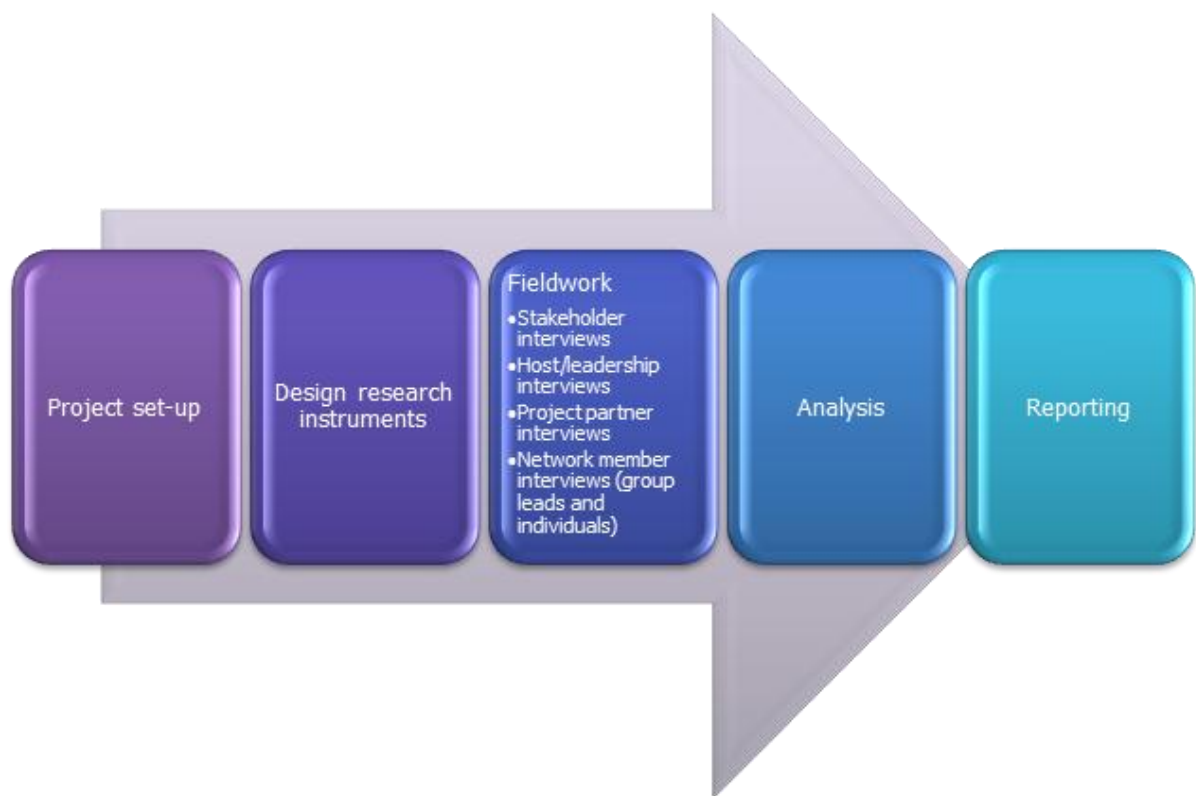 Project set-up
Design research
instruments
Fieldwork
•Stakeholder
interviews
•Host/leadership
interviews
•Project partner
interviews
•Network member
interviews (group
leads and
individuals)
Analysis
Reporting